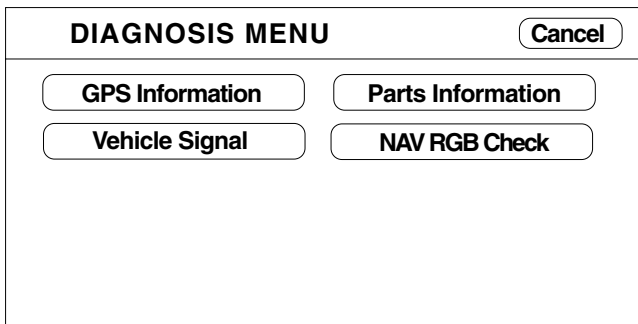 DIAGNOSIS MENU Cancel
GPS Information Parts Information
Vehicle Signal NAV RGB Check